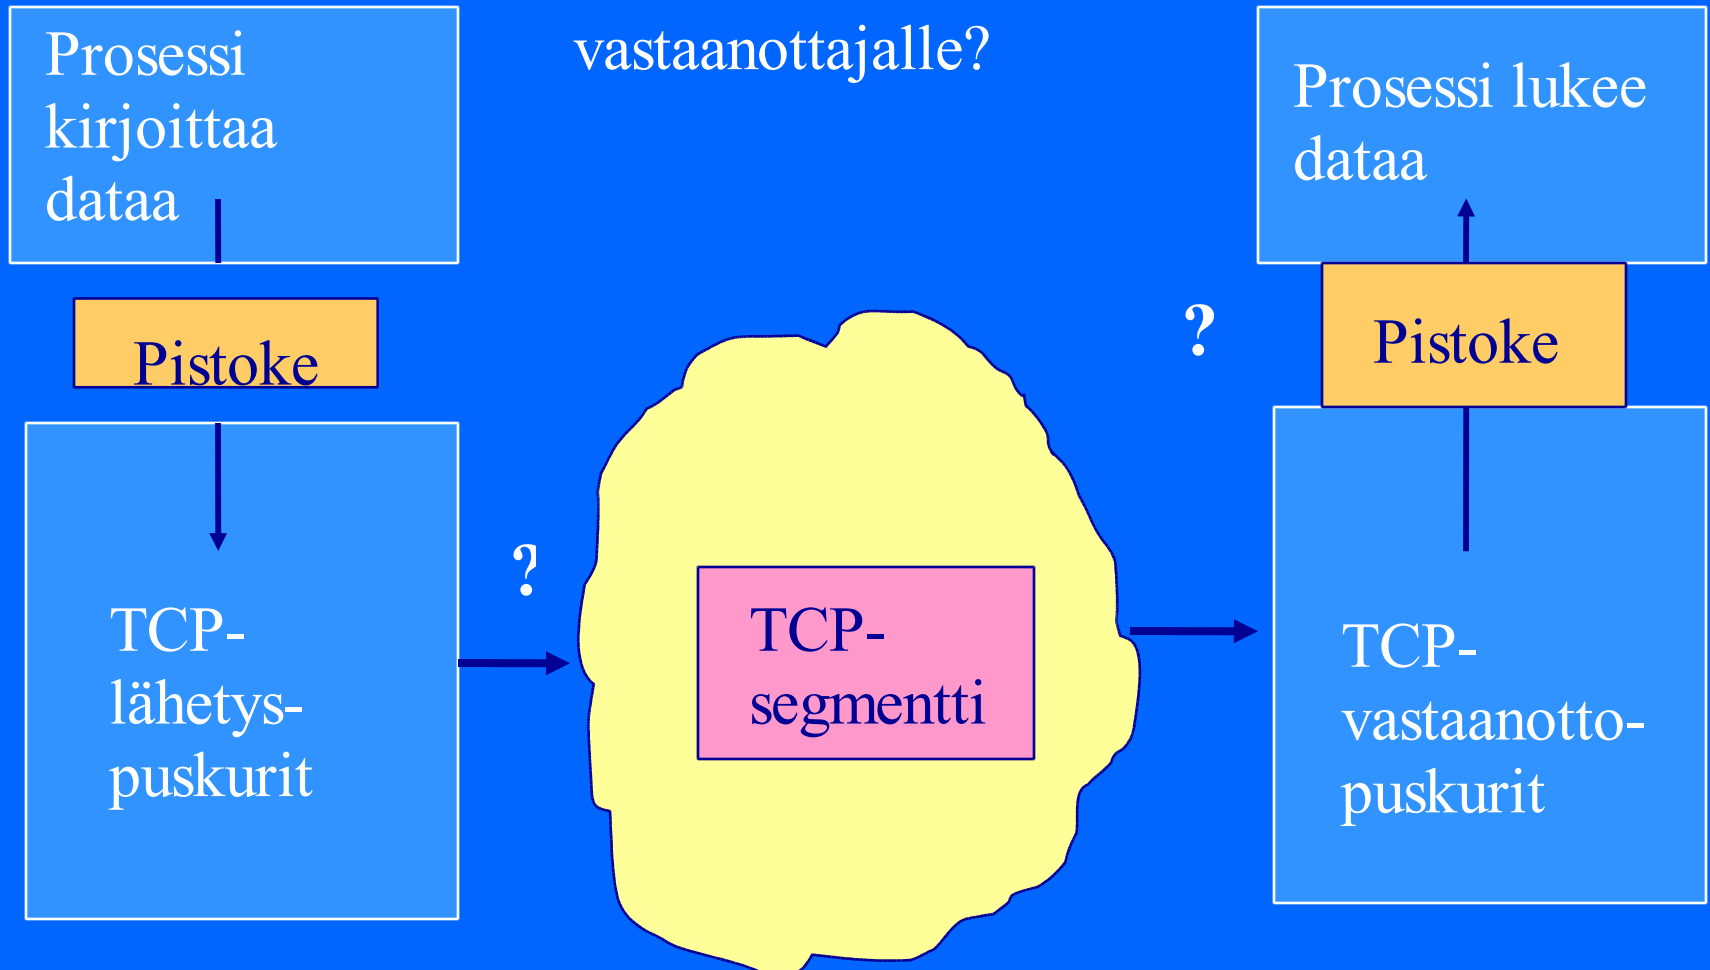 Prosessi
kirjoittaa
dataa
vastaanottajalle?
Prosessi lukee
dataa
Pistoke
?
Pistoke
?
TCP-
lähetys-
puskurit
TCP-
segmentti
TCP-
vastaanotto-
puskurit